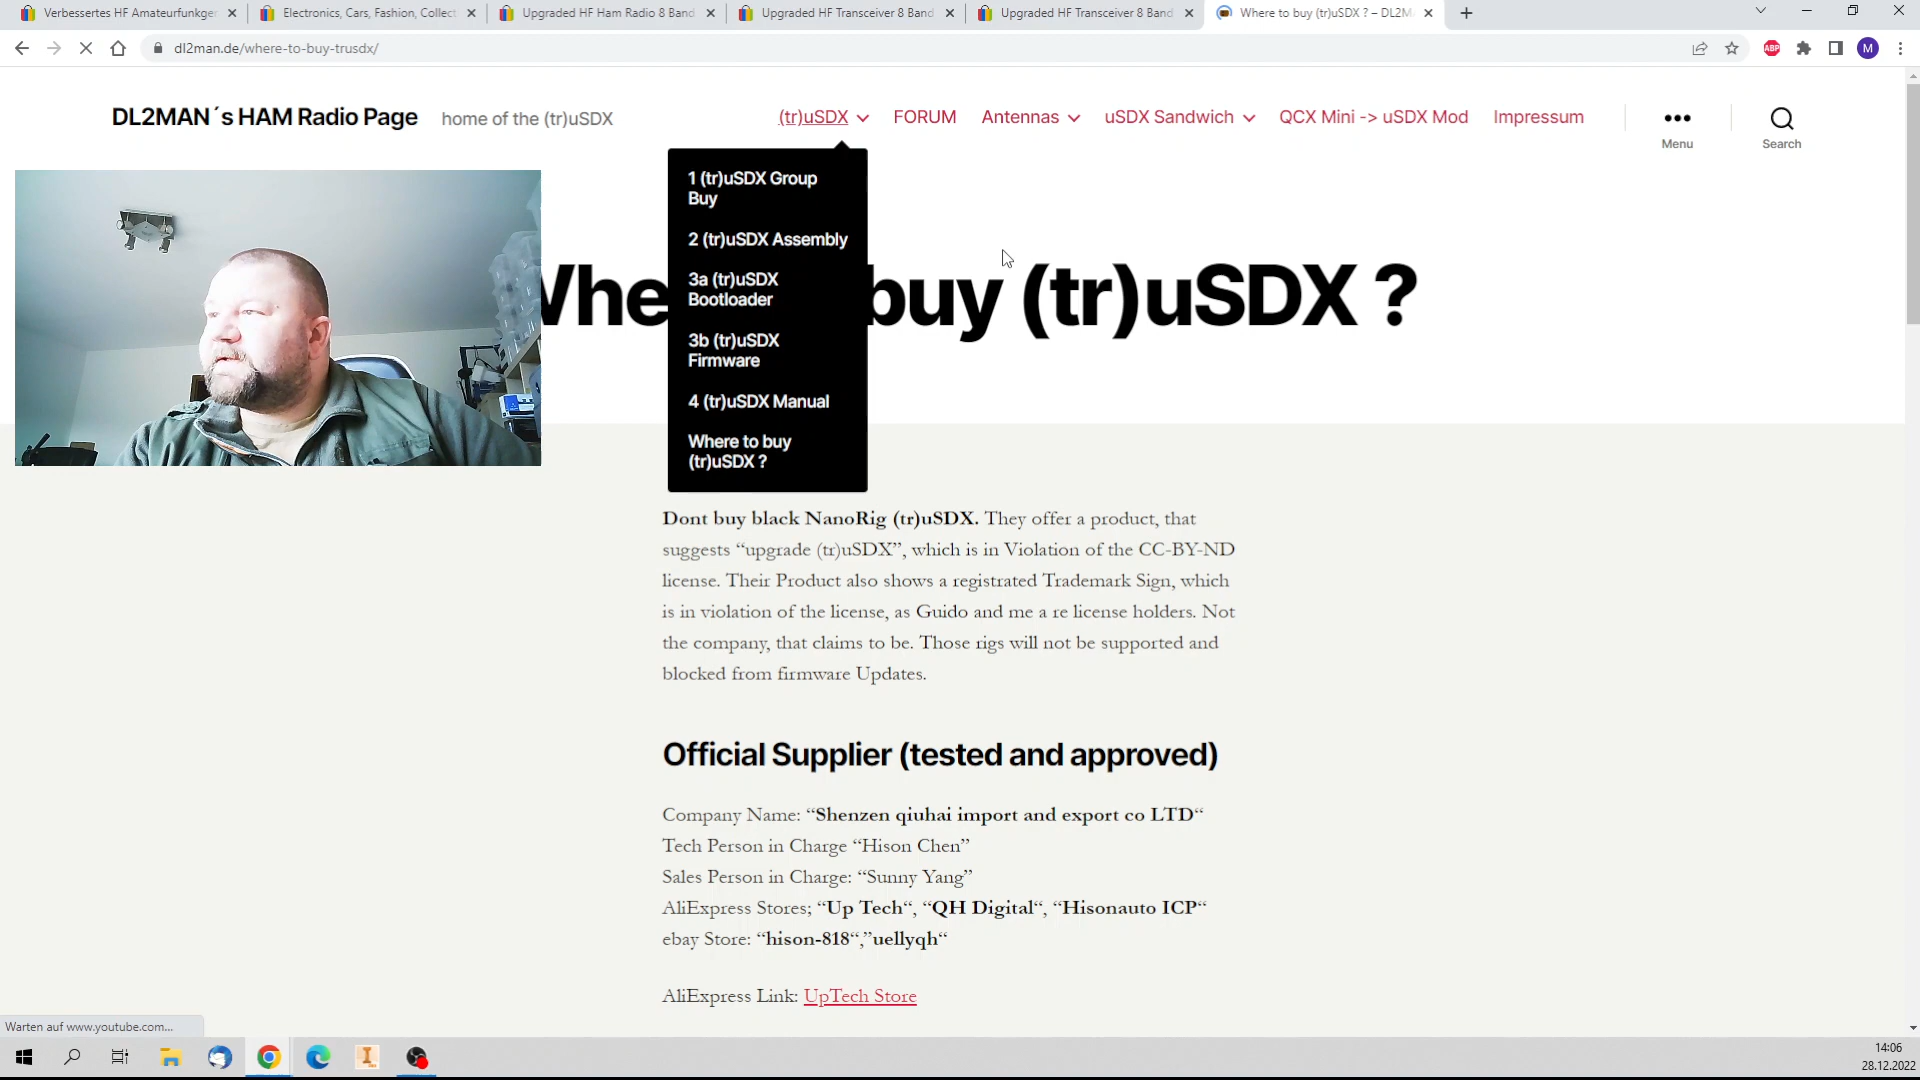 Verbessertes HF Amateurfunkger
Electronics, Cars, Fashion, Collect
Upgraded HF Ham Radio 8 Band
Upgraded HF Transceiver 8 Band
Upgraded HF Transceiver 8 Band
Where to buy (tr)uSDX ? – DL2M
dl2man.de/where-to-buy-trusdx/
ABP
M
DL2MAN´s HAM Radio Page
home of the (tr)uSDX
(tr)uSDX
FORUM
Antennas
uSDX Sandwich
QCX Mini -> uSDX Mod
Impressum
Menu
Search
1 (tr)uSDX Group
Buy
2 (tr)uSDX Assembly
3a (tr)uSDX
Bootloader
3b (tr)uSDX
Firmware
4 (tr)uSDX Manual
Where to buy
(tr)uSDX ?
Whe buy (tr)uSDX ?
Dont buy black NanoRig (tr)uSDX. They offer a product, that
suggests “upgrade (tr)uSDX”, which is in Violation of the CC-BY-ND
license. Their Product also shows a registrated Trademark Sign, which
is in violation of the license, as Guido and me a re license holders. Not
the company, that claims to be. Those rigs will not be supported and
blocked from firmware Updates.
Official Supplier (tested and approved)
Company Name: “Shenzen qiuhai import and export co LTD“
Tech Person in Charge “Hison Chen”
Sales Person in Charge: “Sunny Yang”
AliExpress Stores; “Up Tech“, “QH Digital“, “Hisonauto ICP“
ebay Store: “hison-818“,”uellyqh“
AliExpress Link: UpTech Store
Warten auf www.youtube.com...
14:06
28.12.2022